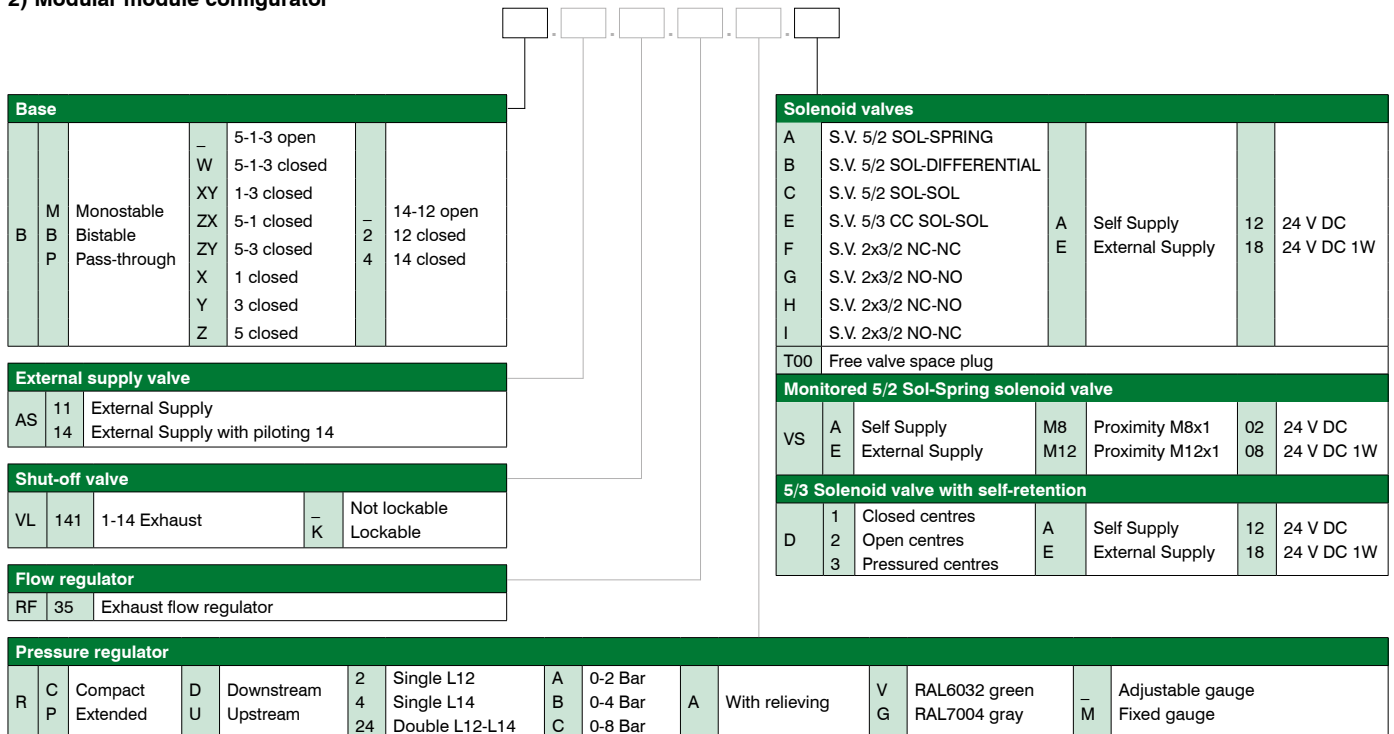 2) Modular module configurator
Base
B
M Monostable
B Bistable
P Pass-through
_ 5-1-3 open
W 5-1-3 closed
XY 1-3 closed
ZX 5-1 closed
ZY 5-3 closed
X 1 closed
Y 3 closed
Z 5 closed
_ 14-12 open
2 12 closed
4 14 closed
External supply valve
AS
11 External Supply
14 External Supply with piloting 14
Shut-off valve
VL 141 1-14 Exhaust
_ Not lockable
K Lockable
Flow regulator
RF 35 Exhaust flow regulator
Solenoid valves
A S.V. 5/2 SOL-SPRING
B S.V. 5/2 SOL-DIFFERENTIAL
C S.V. 5/2 SOL-SOL
E S.V. 5/3 CC SOL-SOL
F S.V. 2x3/2 NC-NC
G S.V. 2x3/2 NO-NO
H S.V. 2x3/2 NC-NO
I S.V. 2x3/2 NO-NC
A Self Supply
E External Supply
12 24 V DC
18 24 V DC 1W
T00 Free valve space plug
Monitored 5/2 Sol-Spring solenoid valve
VS
A Self Supply
E External Supply
M8 Proximity M8x1
M12 Proximity M12x1
02 24 V DC
08 24 V DC 1W
5/3 Solenoid valve with self-retention
D
1 Closed centres
2 Open centres
3 Pressured centres
A Self Supply
E External Supply
12 24 V DC
18 24 V DC 1W
Pressure regulator
R
C Compact
P Extended
D Downstream
U Upstream
2 Single L12
4 Single L14
24 Double L12-L14
A 0-2 Bar
B 0-4 Bar
C 0-8 Bar
A With relieving
V RAL6032 green
G RAL7004 gray
_ Adjustable gauge
M Fixed gauge